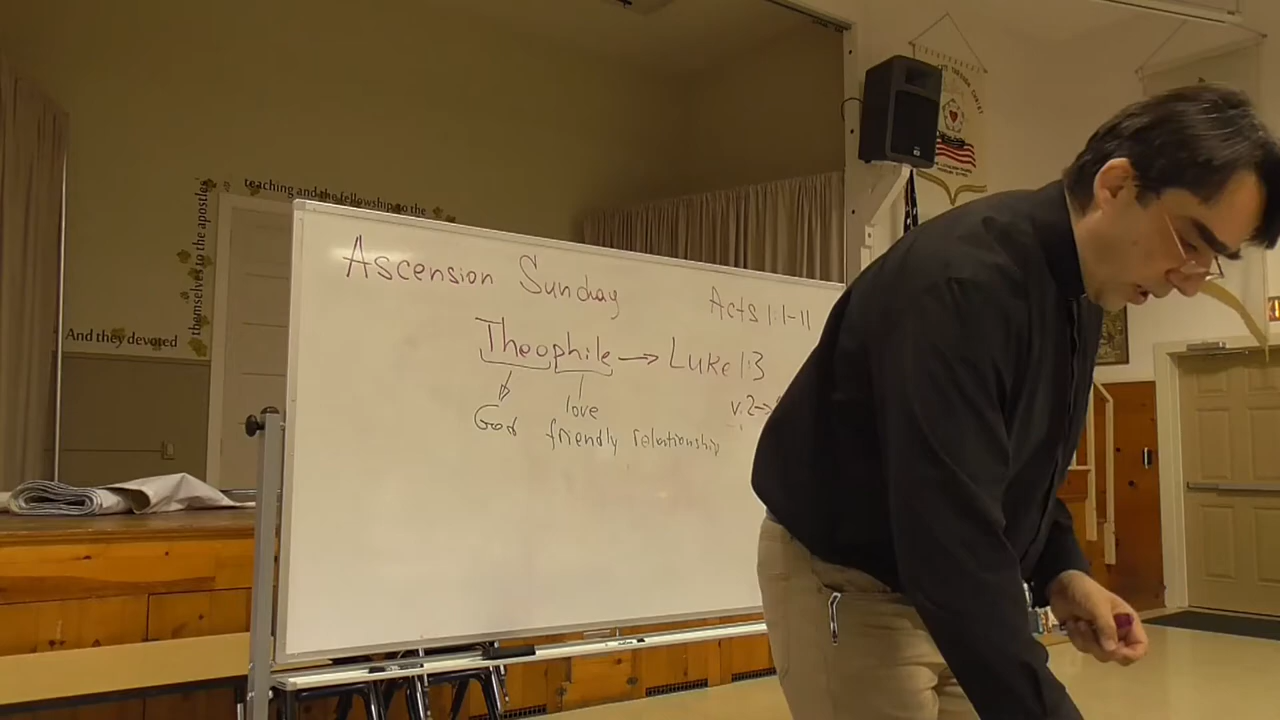 teaching and the fellowship to the
themselves to the apostles'
And they devoted
Ascension Sunday
Acts 1:1-11
Theophile → Luke 1:3
God
love
friendly relationship
v.2→